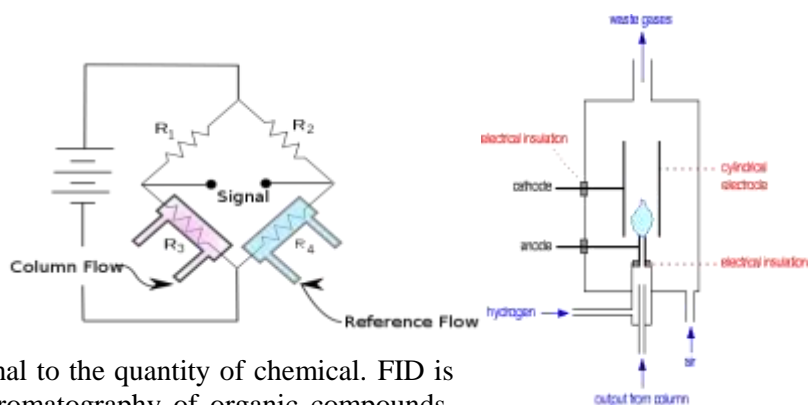 R1
R2
Signal
R3
R4
Column Flow
Reference Flow
waste gases
electrical insulation
cylindrical
electrode
cathode
anode
electrical insulation
hydrogen
air
output from column
nal to the quantity of chemical. FID is
romatography of organic compounds.